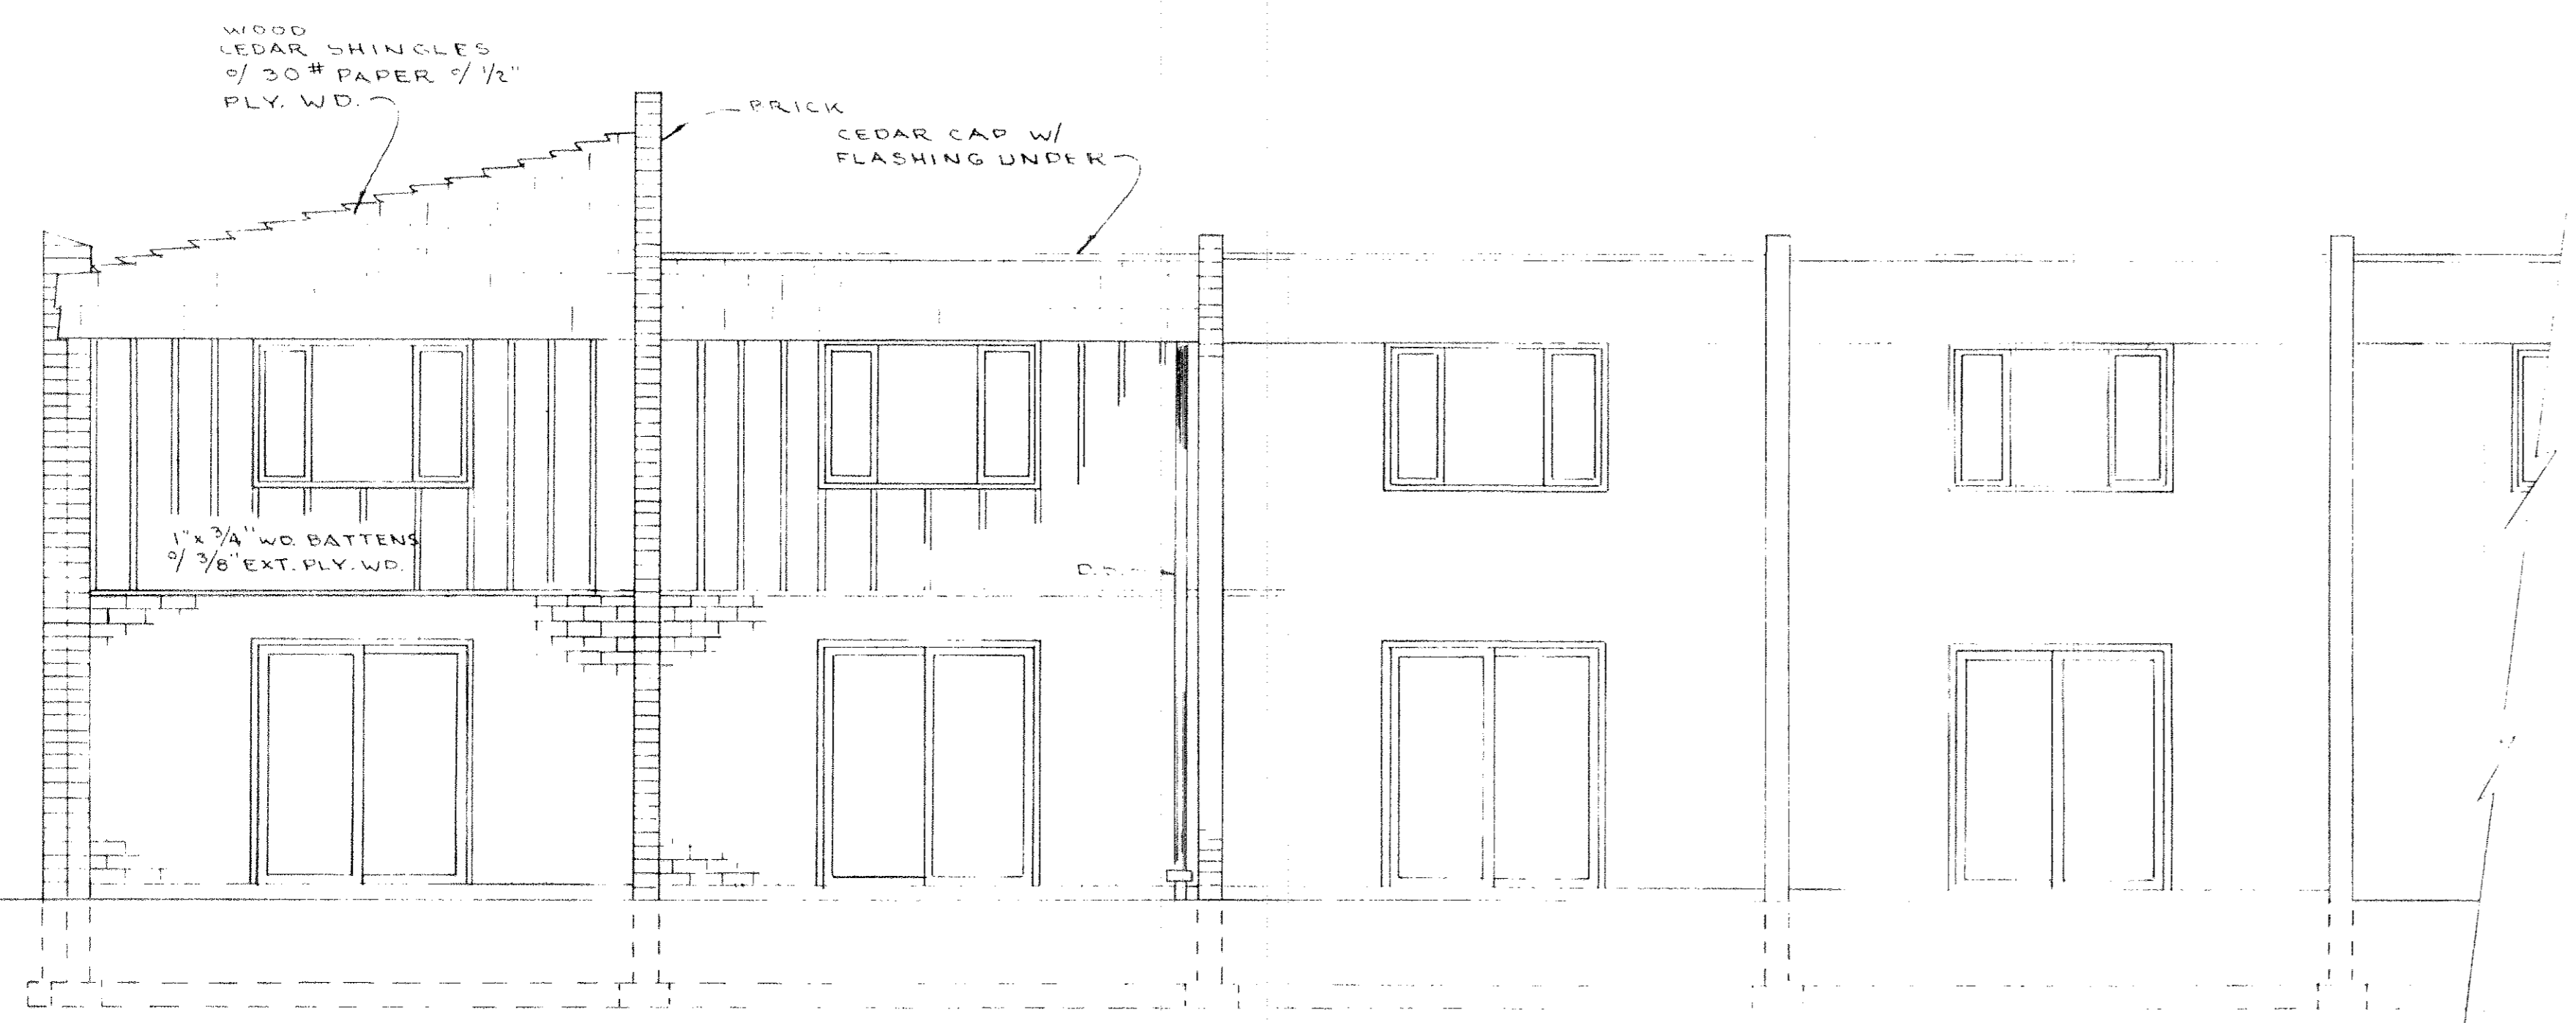 WOOD
CEDAR SHINGLES
o/ 30# PAPER o/ 1/2"
PLY. WD.
BRICK
CEDAR CAP W/
FLASHING UNDER
1" x 3/4" WD. BATTENS
o/ 3/8" EXT. PLY. WD.